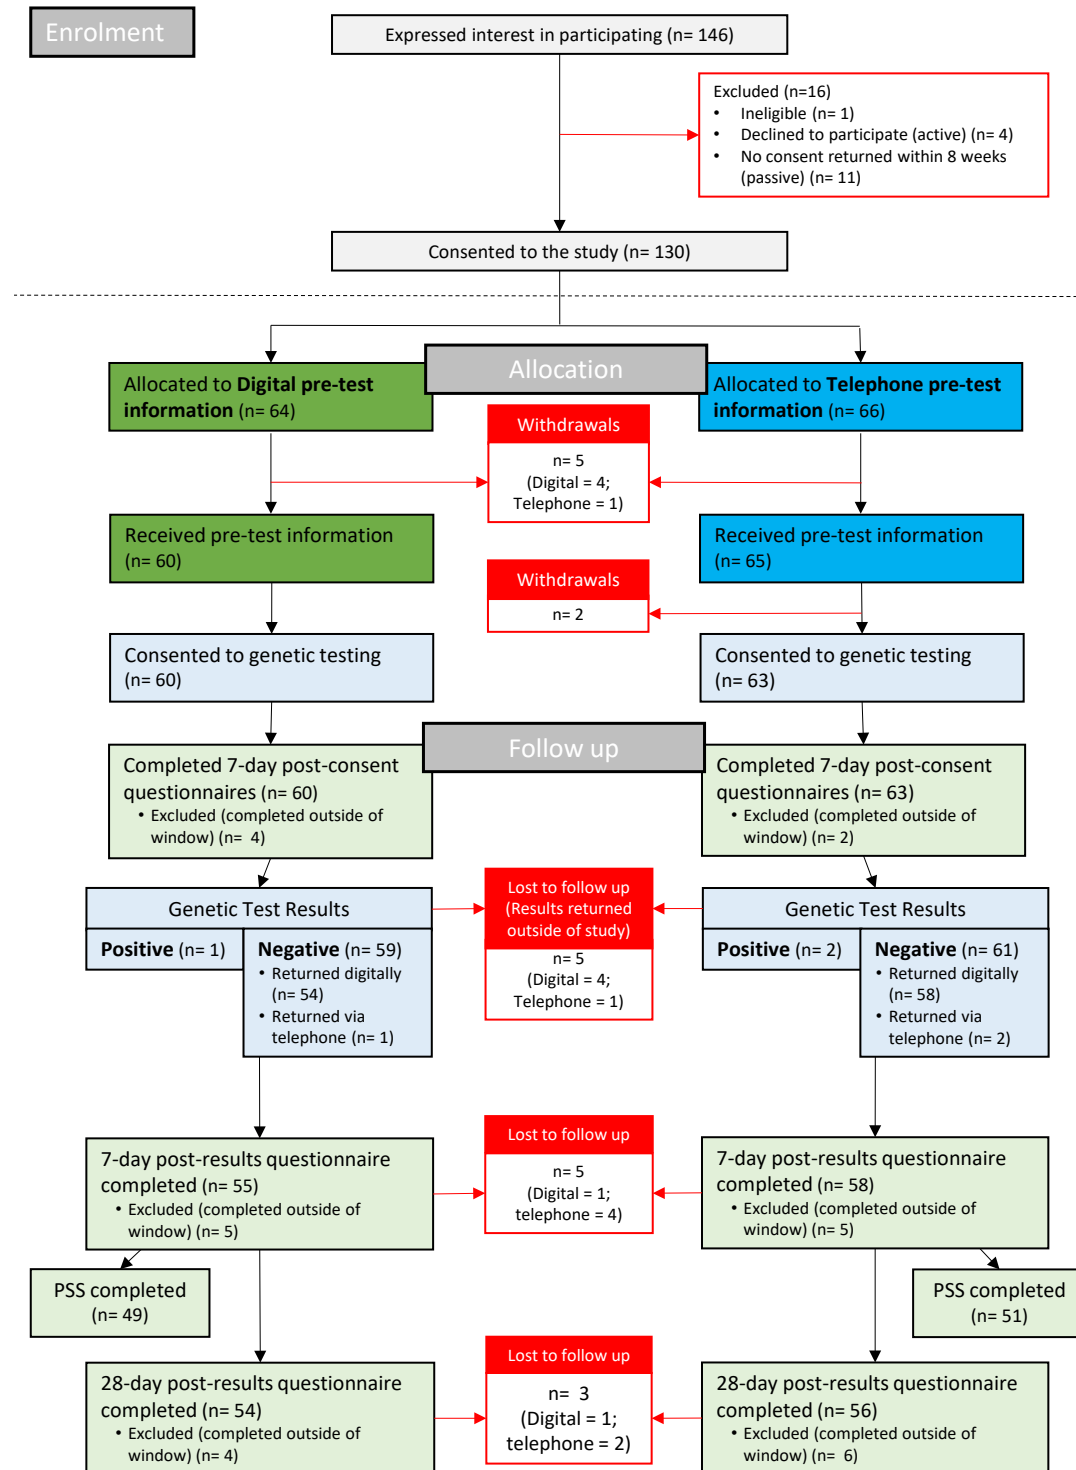 Enrolment
Expressed interest in participating (n= 146)
Excluded (n=16)
• Ineligible (n= 1)
• Declined to participate (active) (n= 4)
• No consent returned within 8 weeks
(passive) (n= 11)
Consented to the study (n= 130)
Allocation
Allocated to Digital pre-test
information (n= 64)
Allocated to Telephone pre-test
information (n= 66)
Withdrawals
n= 5
(Digital = 4;
Telephone = 1)
Received pre-test information
(n= 60)
Received pre-test information
(n= 65)
Withdrawals
n= 2
Consented to genetic testing
(n= 60)
Consented to genetic testing
(n= 63)
Follow up
Completed 7-day post-consent
questionnaires (n= 60)
• Excluded (completed outside of
window) (n= 4)
Completed 7-day post-consent
questionnaires (n= 63)
• Excluded (completed outside of
window) (n= 2)
Genetic Test Results
Positive (n= 1)
Negative (n= 59)
• Returned digitally
(n= 54)
• Returned via
telephone (n= 1)
Lost to follow up
(Results returned
outside of study)
n= 5
(Digital = 4;
Telephone = 1)
Genetic Test Results
Positive (n= 2)
Negative (n= 61)
• Returned digitally
(n= 58)
• Returned via
telephone (n= 2)
7-day post-results questionnaire
completed (n= 55)
• Excluded (completed outside of
window) (n= 5)
Lost to follow up
n= 5
(Digital = 1;
telephone = 4)
7-day post-results questionnaire
completed (n= 58)
• Excluded (completed outside of
window) (n= 5)
PSS completed
(n= 49)
PSS completed
(n= 51)
28-day post-results questionnaire
completed (n= 54)
• Excluded (completed outside of
window) (n= 4)
Lost to follow up
n= 3
(Digital = 1;
telephone = 2)
28-day post-results questionnaire
completed (n= 56)
• Excluded (completed outside of
window) (n= 6)